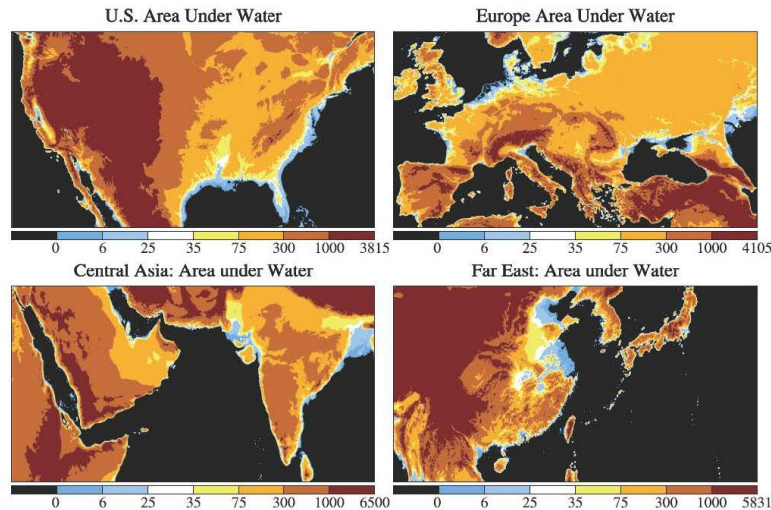 U.S. Area Under Water
Europe Area Under Water
0 6 25 35 75 300 1000 3815
0 6 25 35 75 300 1000 4105
Central Asia: Area under Water
Far East: Area under Water
0 6 25 35 75 300 1000 6500
0 6 25 35 75 300 1000 5831